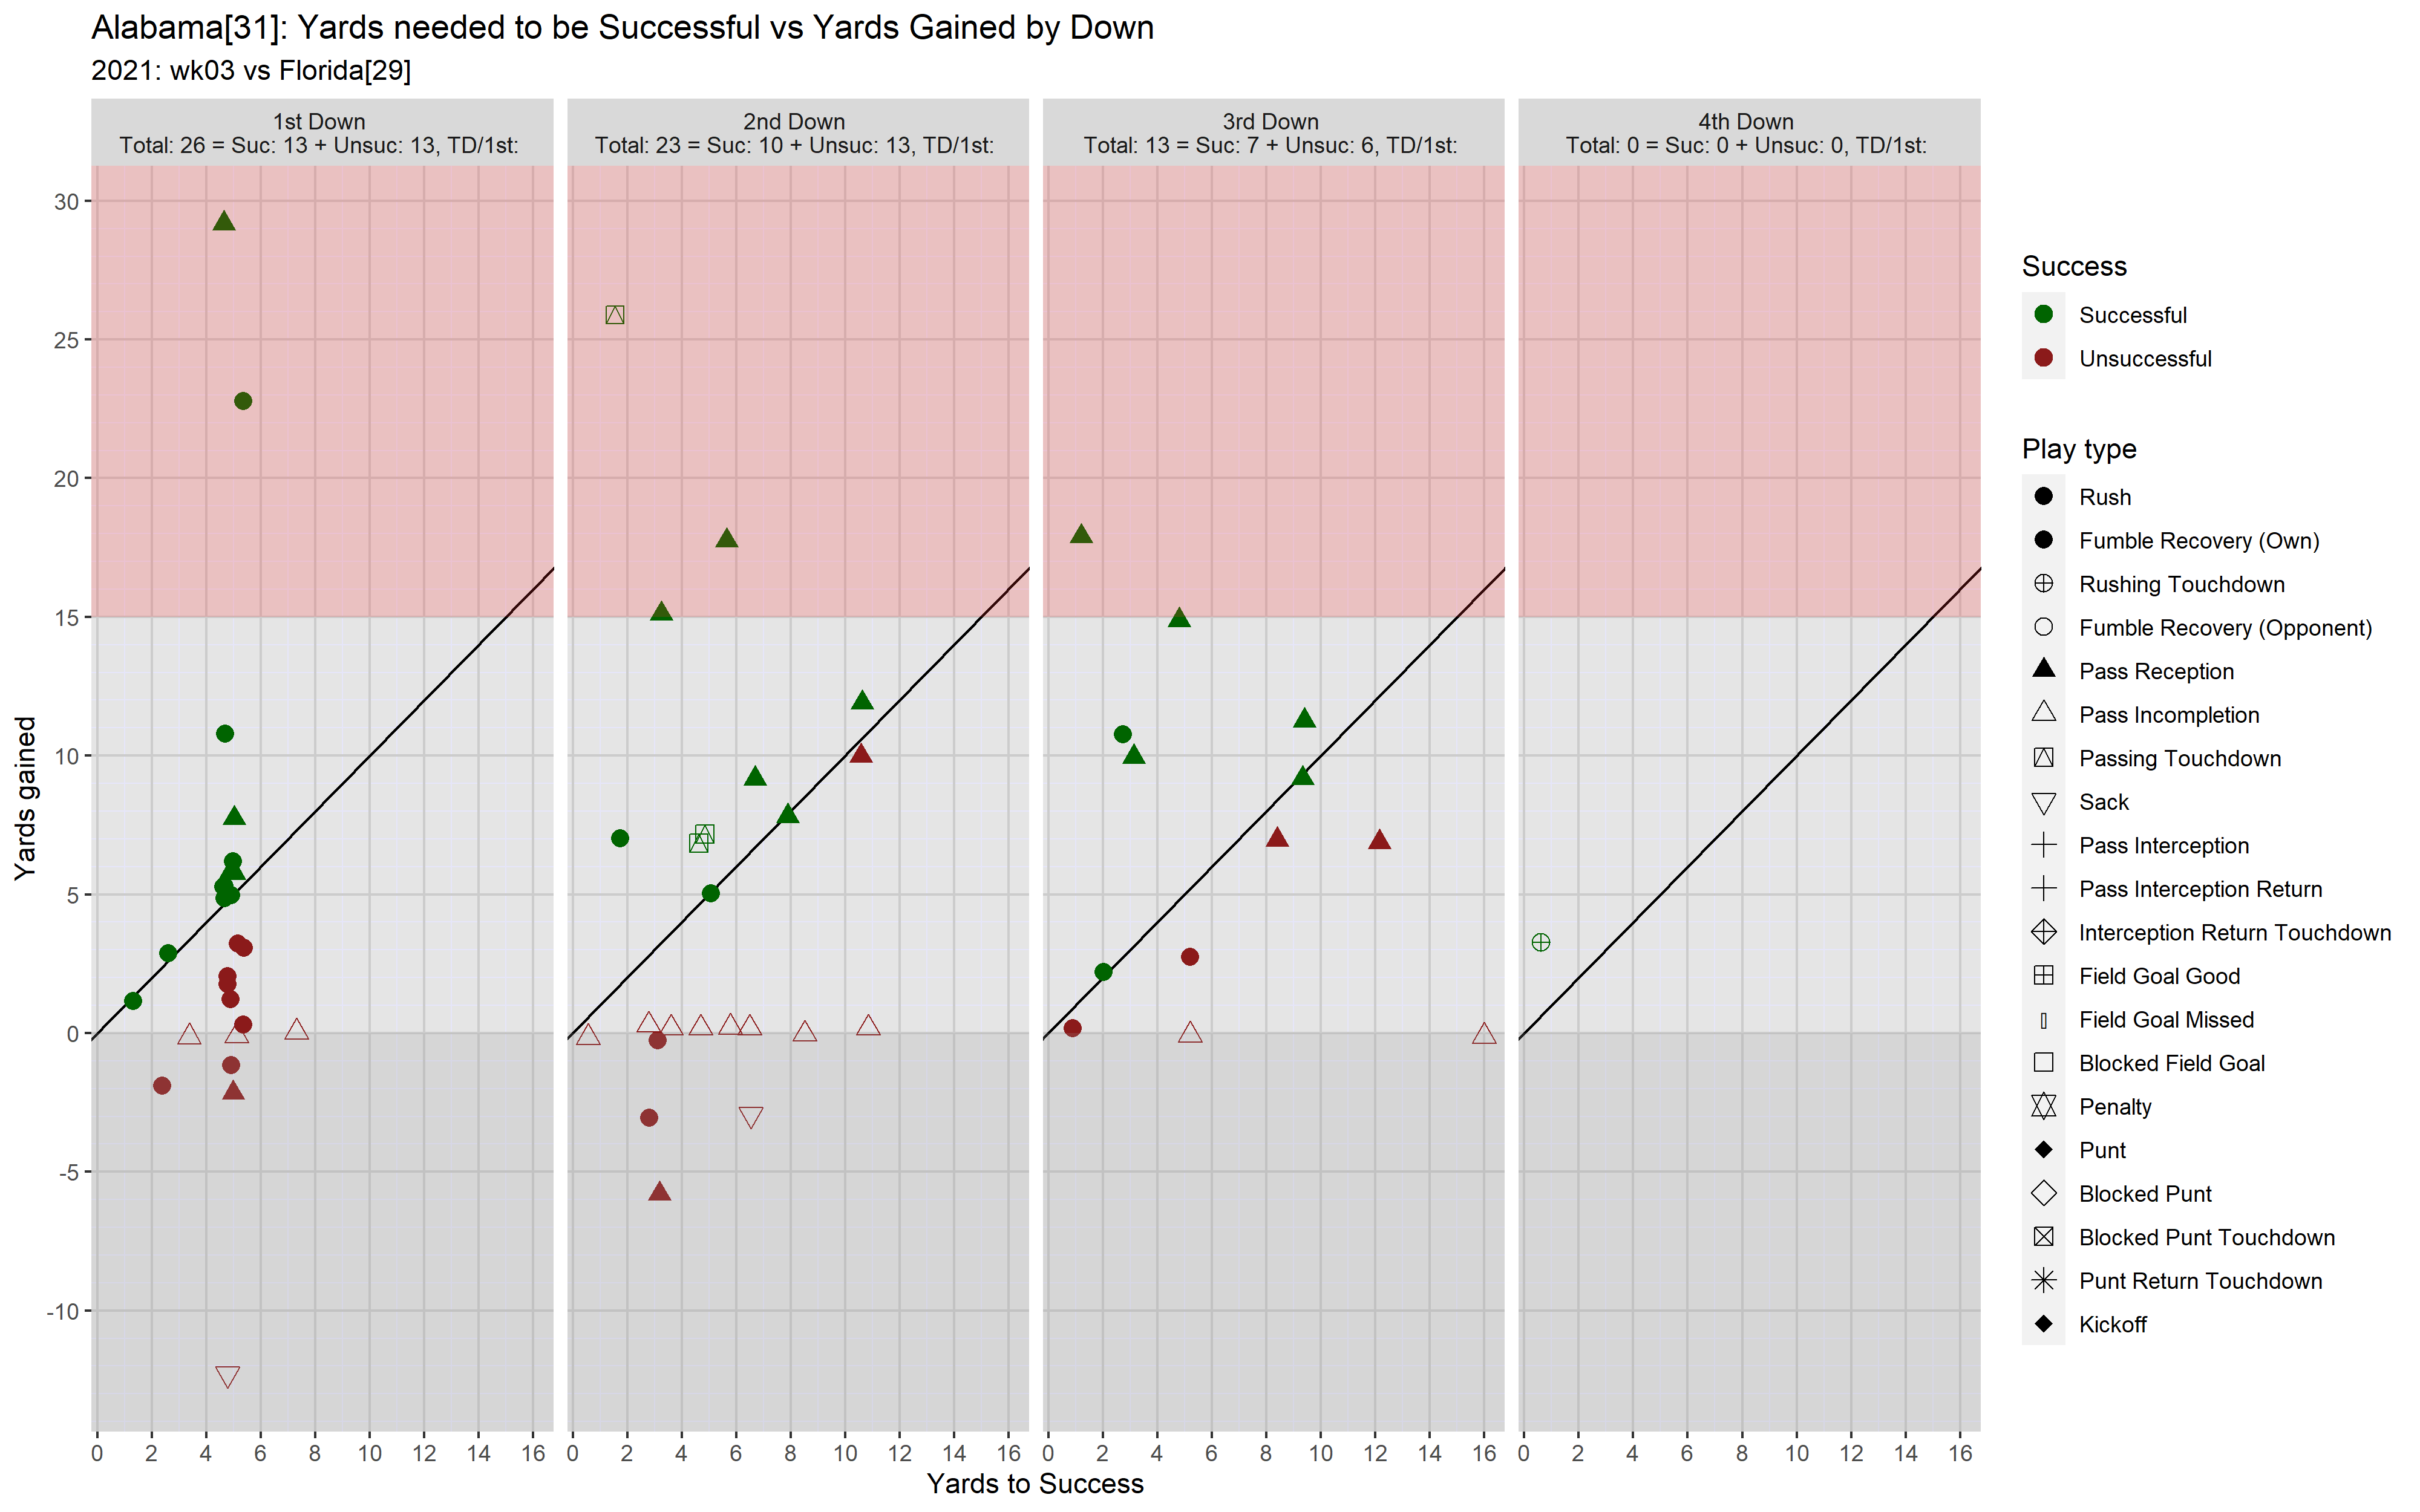 Alabama[31]: Yards needed to be Successful vs Yards Gained by Down
2021: wk03 vs Florida[29]
1st Down
Total: 26 = Suc: 13 + Unsuc: 13, TD/1st:
2nd Down
Total: 23 = Suc: 10 + Unsuc: 13, TD/1st:
3rd Down
Total: 13 = Suc: 7 + Unsuc: 6, TD/1st:
4th Down
Total: 0 = Suc: 0 + Unsuc: 0, TD/1st:
Yards gained
30
25
20
15
10
5
0
-5
-10
0 2 4 6 8 10 12 14 16
0 2 4 6 8 10 12 14 16
0 2 4 6 8 10 12 14 16
0 2 4 6 8 10 12 14 16
Yards to Success
Success
Successful
Unsuccessful
Play type
Rush
Fumble Recovery (Own)
Rushing Touchdown
Fumble Recovery (Opponent)
Pass Reception
Pass Incompletion
Passing Touchdown
Sack
Pass Interception
Pass Interception Return
Interception Return Touchdown
Field Goal Good
Field Goal Missed
Blocked Field Goal
Penalty
Punt
Blocked Punt
Blocked Punt Touchdown
Punt Return Touchdown
Kickoff